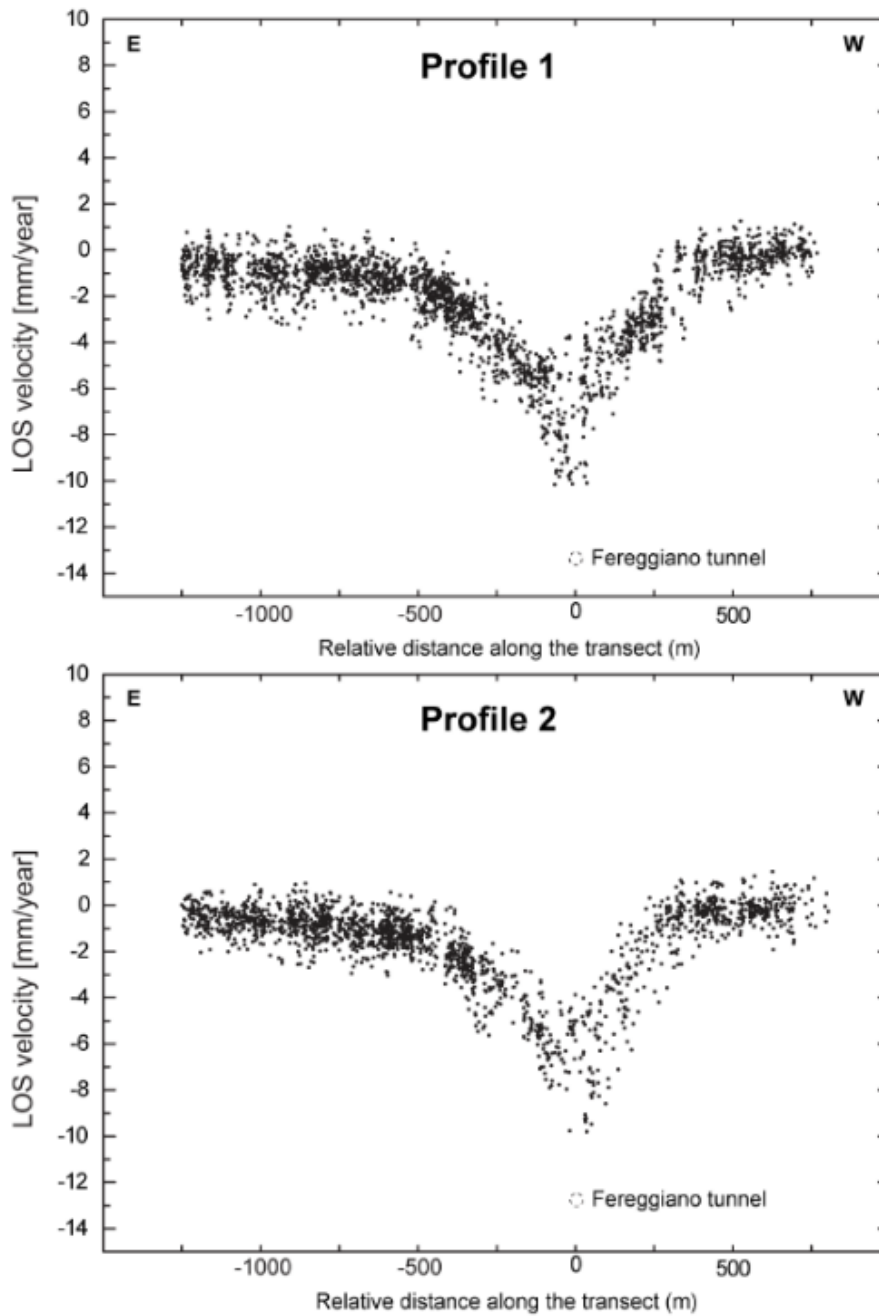 10
E
Profile 1
W
8
6
4
2
0
-2
-4
-6
-8
-10
-12
-14
LOS velocity [mm/year]
Fereggiano tunnel
-1000
-500
0
500
Relative distance along the transect (m)
10
E
Profile 2
W
8
6
4
2
0
-2
-4
-6
-8
-10
-12
-14
LOS velocity [mm/year]
Fereggiano tunnel
-1000
-500
0
500
Relative distance along the transect (m)